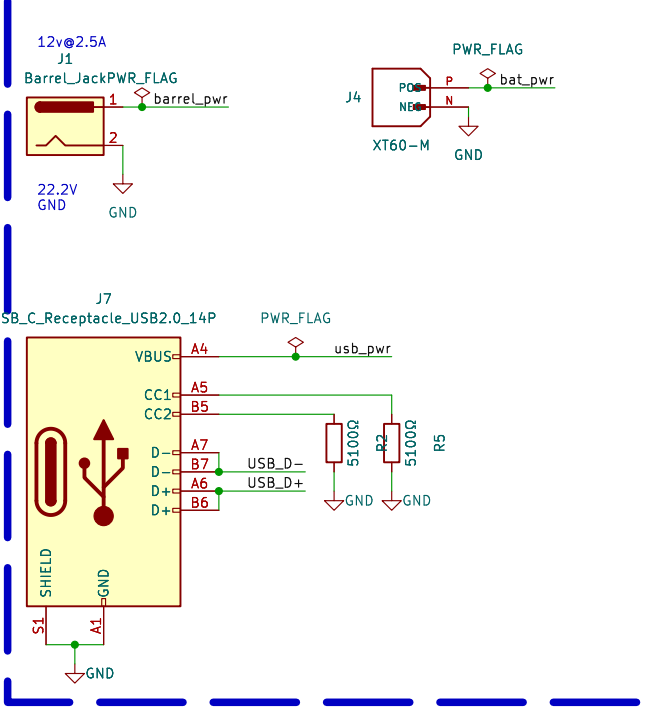 12v@2.5A
J1
Barrel_Jack
PWR_FLAG
1
barrel_pwr
2
22.2V
GND
GND
PWR_FLAG
J4
POS
P
bat_pwr
NEG
N
XT60-M
GND
J7
SB_C_Receptacle_USB2.0_14P
PWR_FLAG
VBUS
A4
usb_pwr
CC1
A5
CC2
B5
5100Ω
R2
5100Ω
R5
D-
A7
D-
B7
USB_D-
D+
A6
USB_D+
D+
B6
GND
GND
SHIELD
GND
S1
A1
GND